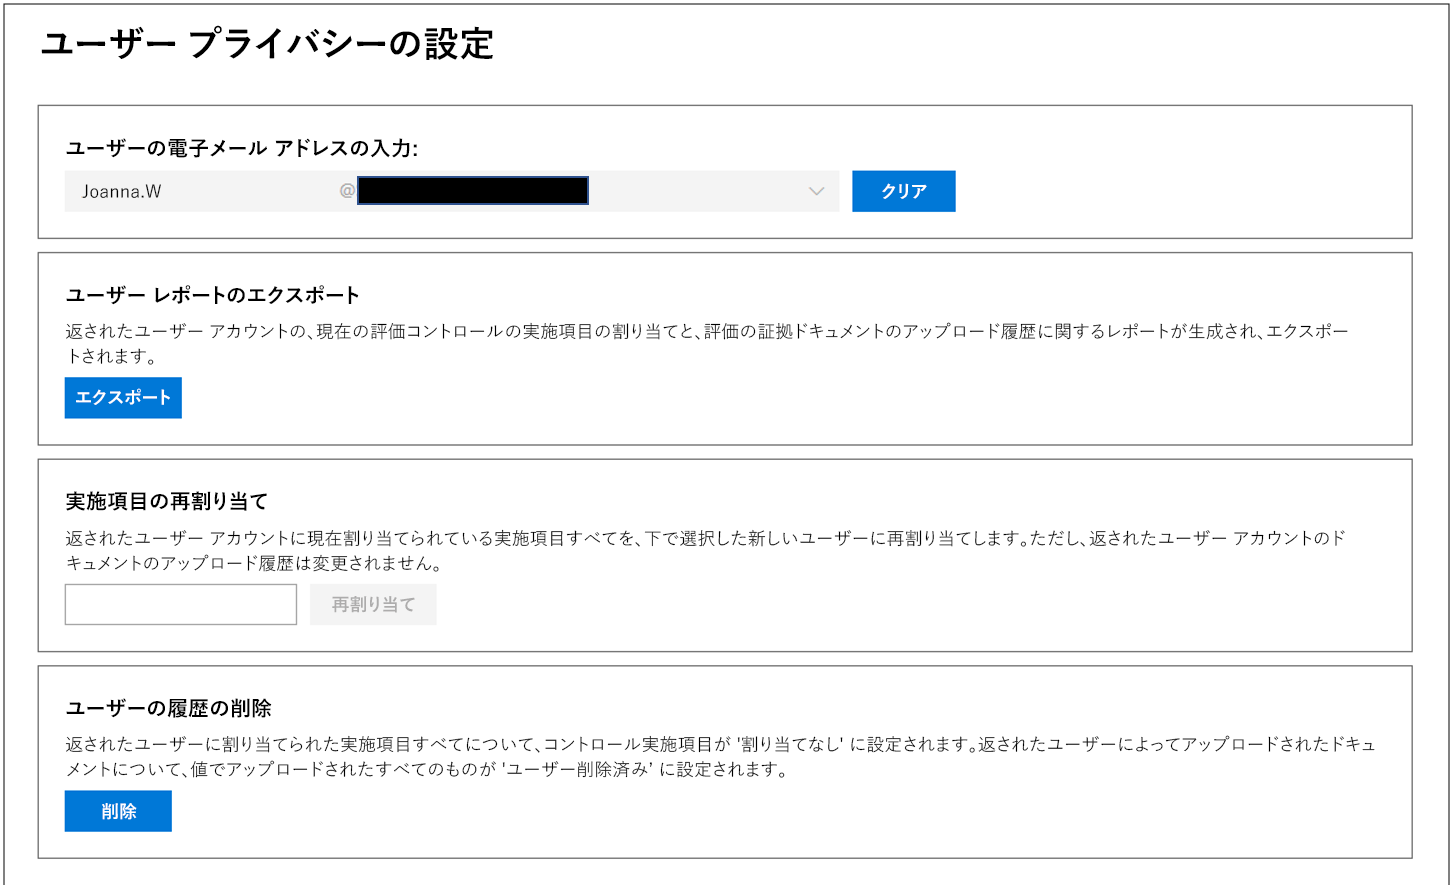 ユーザー プライバシーの設定
ユーザーの電子メール アドレスの入力:
Joanna.W @
クリア
ユーザー レポートのエクスポート
返されたユーザー アカウントの、現在の評価コントロールの実施項目の割り当てと、評価の証拠ドキュメントのアップロード履歴に関するレポートが生成され、エクスポー
トされます。
エクスポート
実施項目の再割り当て
返されたユーザー アカウントに現在割り当てられている実施項目すべてを、下で選択した新しいユーザーに再割り当てします。ただし、返されたユーザー アカウントのド
キュメントのアップロード履歴は変更されません。
再割り当て
ユーザーの履歴の削除
返されたユーザーに割り当てられた実施項目すべてについて、コントロール実施項目が '割り当てなし' に設定されます。返されたユーザーによってアップロードされたドキュ
メントについて、値でアップロードされたすべてのものが 'ユーザー削除済み’ に設定されます。
削除